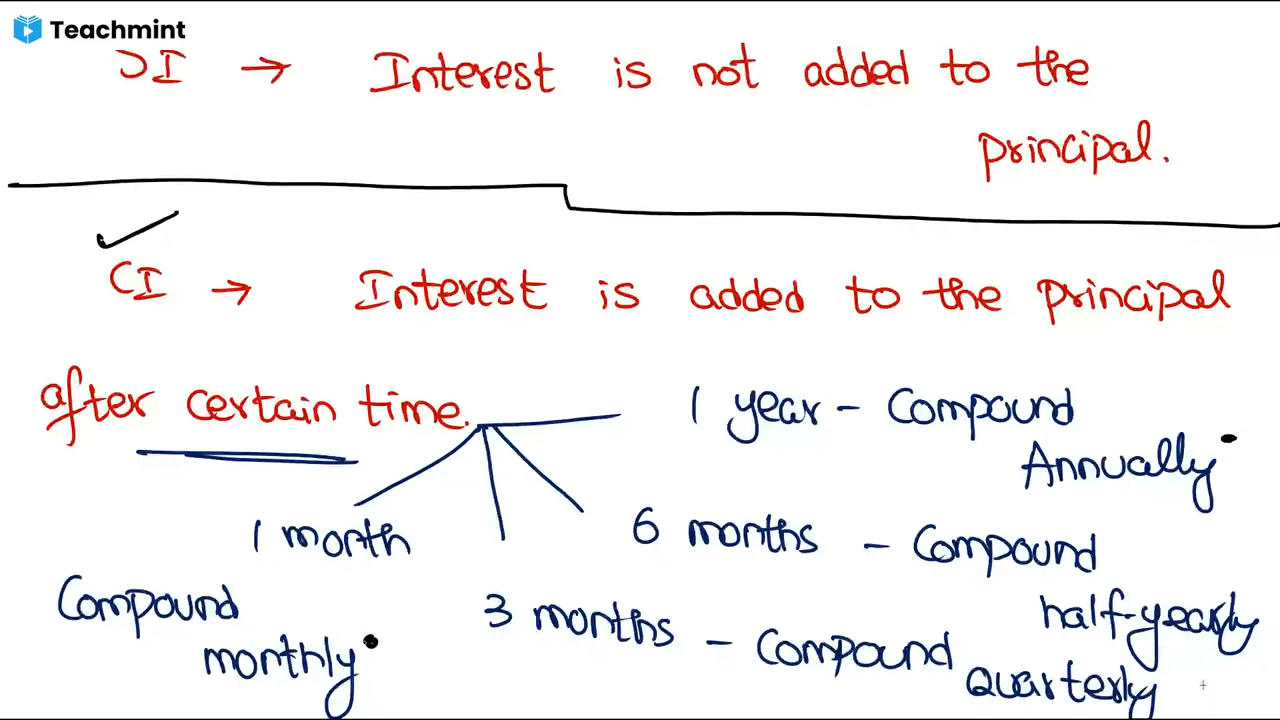 Teachmint
SI → Interest is not added to the
principal.
CI → Interest is added to the principal
after certain time.
1 year - Compound
Annually
1 month
6 months - Compound
half-yearly
Compound
monthly
3 months - Compound
quarterly